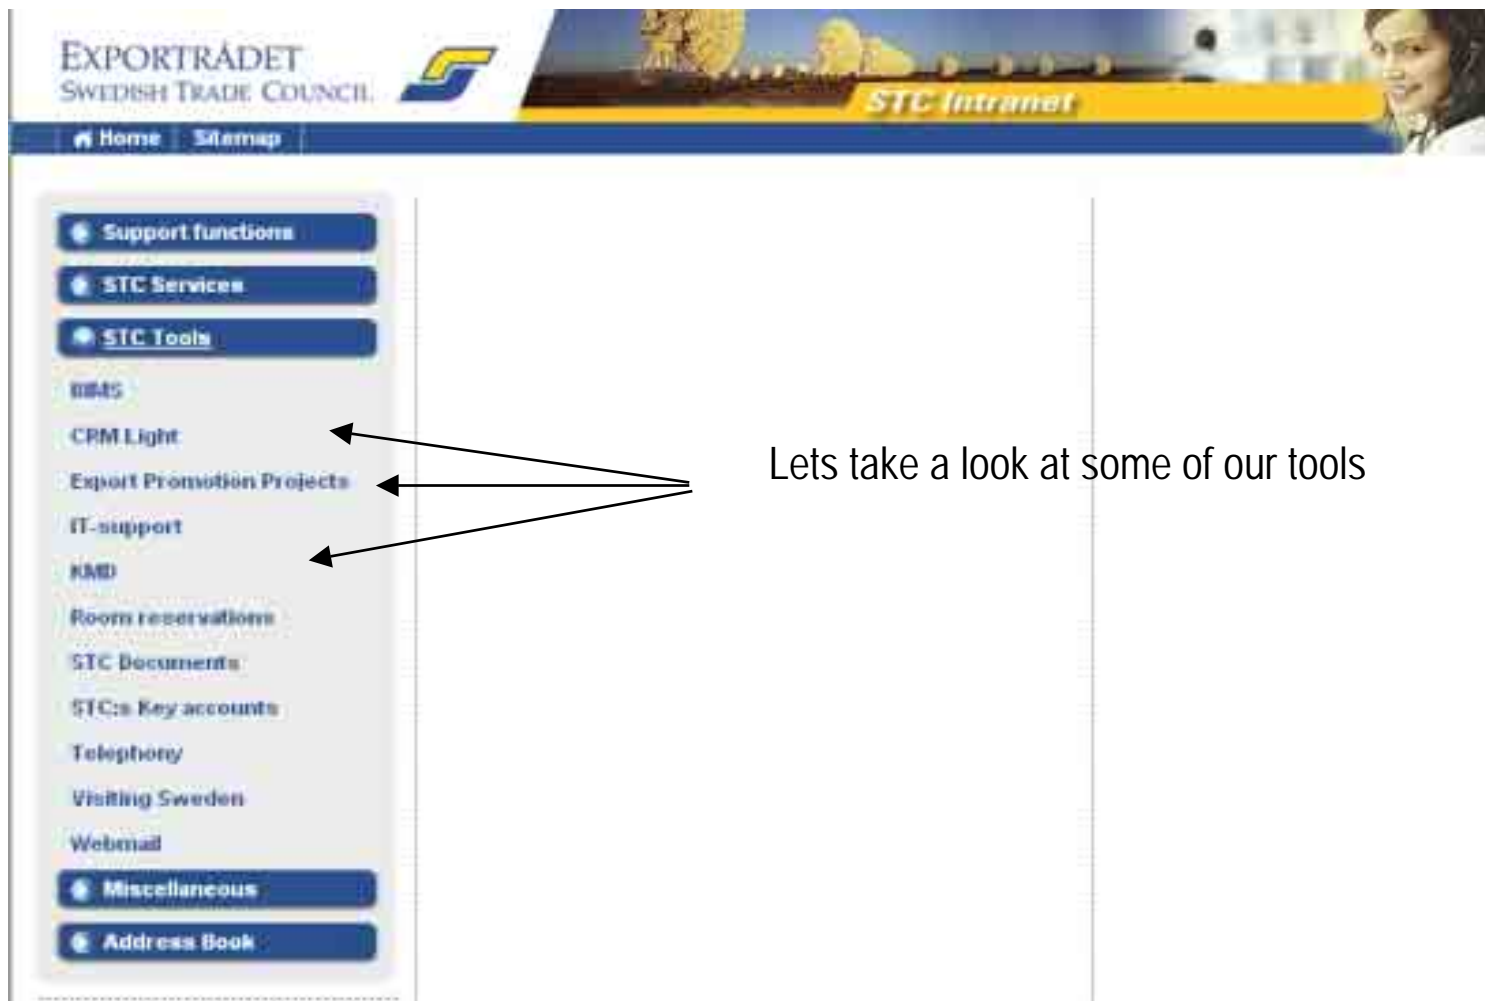 EXPORTRÅDET
SWEDISH TRADE COUNCIL
STC Intranet
Home Sitemap
Support functions
STC Services
STC Tools
CRM Light
Export Promotion Projects
IT-support
KMD
Room reservations
STC Documents
STC:s Key accounts
Telephony
Visiting Sweden
Webmail
Miscellaneous
Address Book
Lets take a look at some of our tools